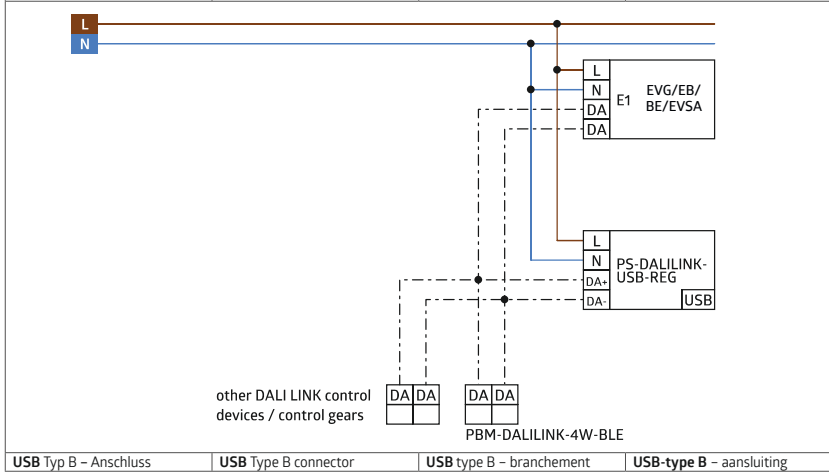 L
N
L
N
DA
DA
E1
EVG/EB/
BE/EVSA
L
N
DA+
DA-
PS-DALILINK-
USB-REG
USB
other DALI LINK control
devices / control gears
DA DA
DA DA
PBM-DALILINK-4W-BLE
USB Typ B – Anschluss
USB Type B connector
USB type B – branchement
USB-type B – aansluiting